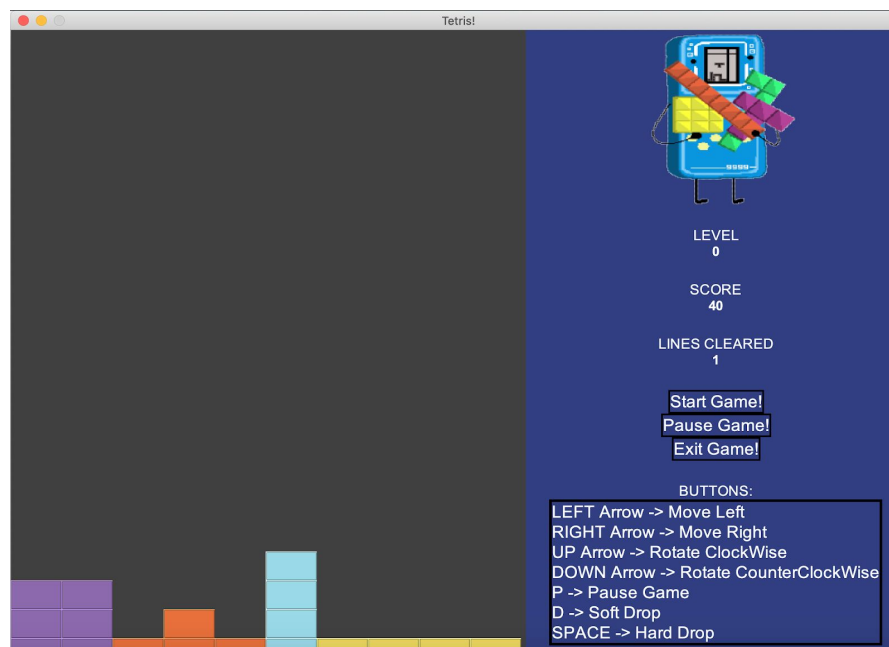 Tetris!
9999
LEVEL
0
SCORE
40
LINES CLEARED
1
Start Game!
Pause Game!
Exit Game!
BUTTONS:
LEFT Arrow -> Move Left
RIGHT Arrow -> Move Right
UP Arrow -> Rotate ClockWise
DOWN Arrow -> Rotate CounterClockWise
P -> Pause Game
D -> Soft Drop
SPACE -> Hard Drop